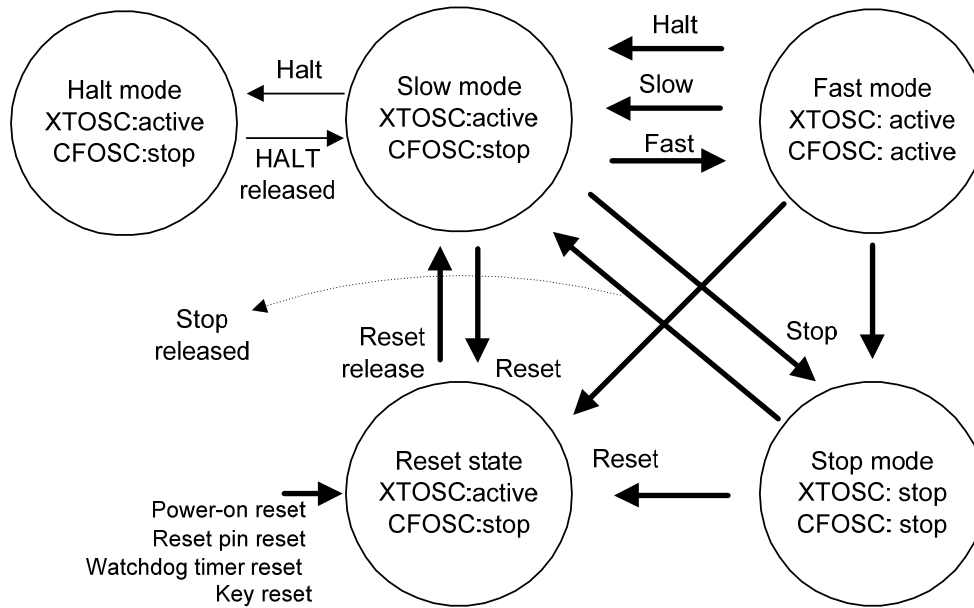 Halt mode
XTOSC:active
CFOSC:stop
Halt
HALT
released
Slow mode
XTOSC:active
CFOSC:stop
Halt
Slow
Fast
Fast mode
XTOSC: active
CFOSC: active
Stop
released
Reset
release
Reset
Stop
Reset state
XTOSC:active
CFOSC:stop
Reset
Stop mode
XTOSC: stop
CFOSC: stop
Power-on reset
Reset pin reset
Watchdog timer reset
Key reset